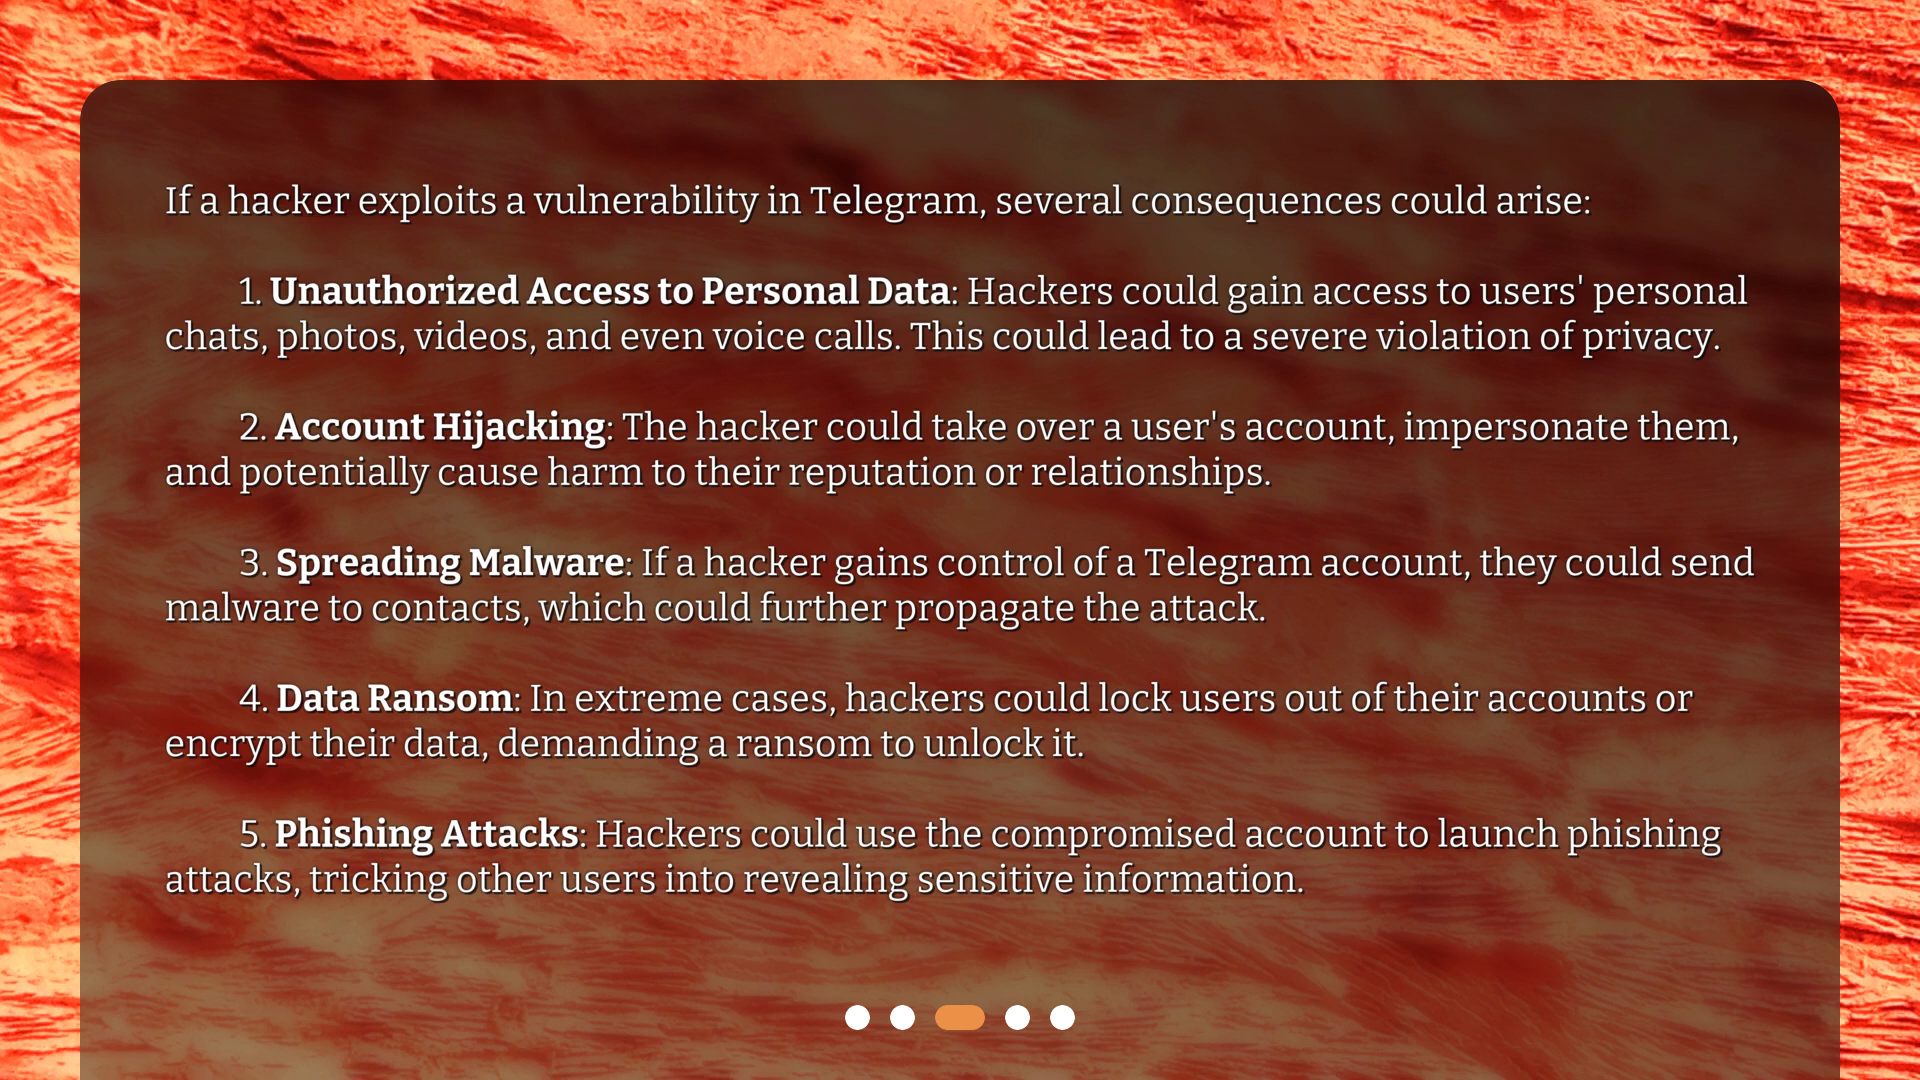 If a hacker exploits a vulnerability in Telegram, several consequences could arise:
1. Unauthorized Access to Personal Data: Hackers could gain access to users' personal
chats, photos, videos, and even voice calls. This could lead to a severe violation of privacy.
2. Account Hijacking: The hacker could take over a user's account, impersonate them,
and potentially cause harm to their reputation or relationships.
3. Spreading Malware: If a hacker gains control of a Telegram account, they could send
malware to contacts, which could further propagate the attack.
4. Data Ransom: In extreme cases, hackers could lock users out of their accounts or
encrypt their data, demanding a ransom to unlock it.
5. Phishing Attacks: Hackers could use the compromised account to launch phishing
attacks, tricking other users into revealing sensitive information.